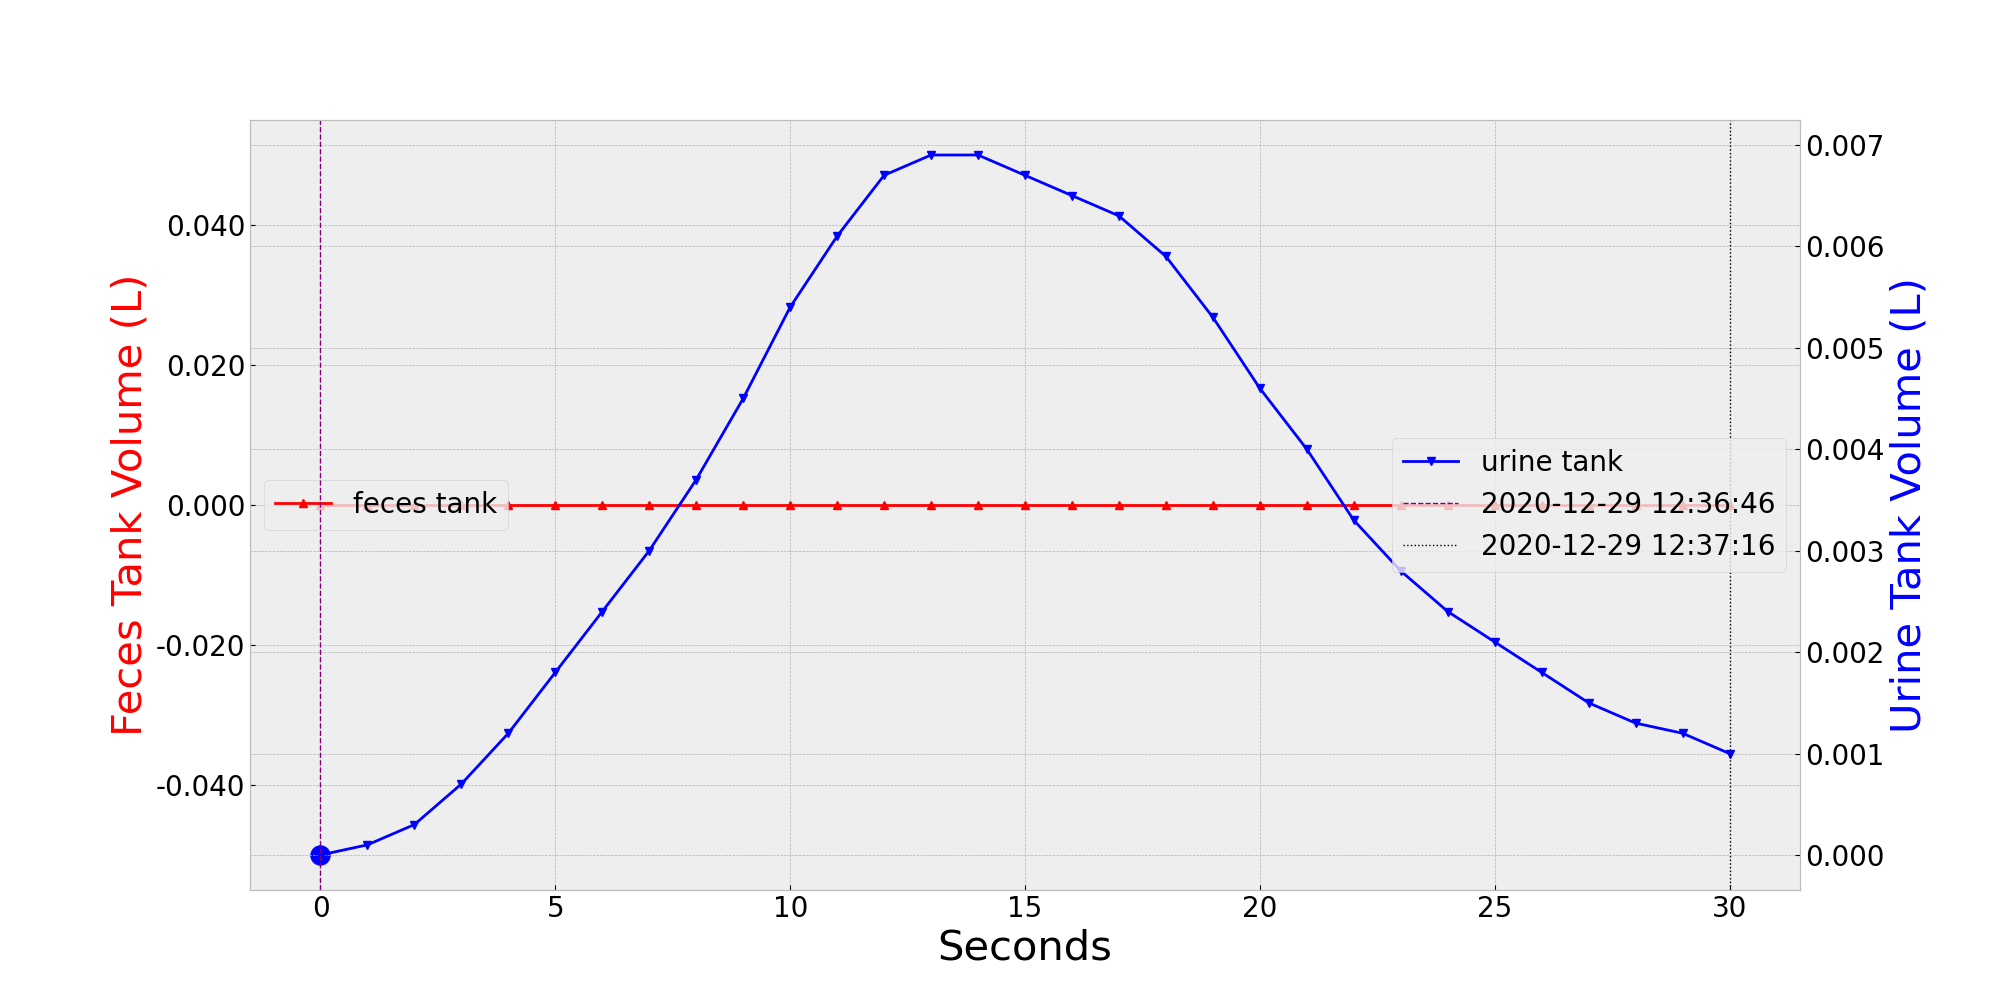 Feces Tank Volume (L)
0.040
0.020
0.000
-0.020
-0.040
feces tank
0.007
0.006
0.005
0.004
0.003
0.002
0.001
0.000
Urine Tank Volume (L)
urine tank
2020-12-29 12:36:46
2020-12-29 12:37:16
0 5 10 15 20 25 30
Seconds